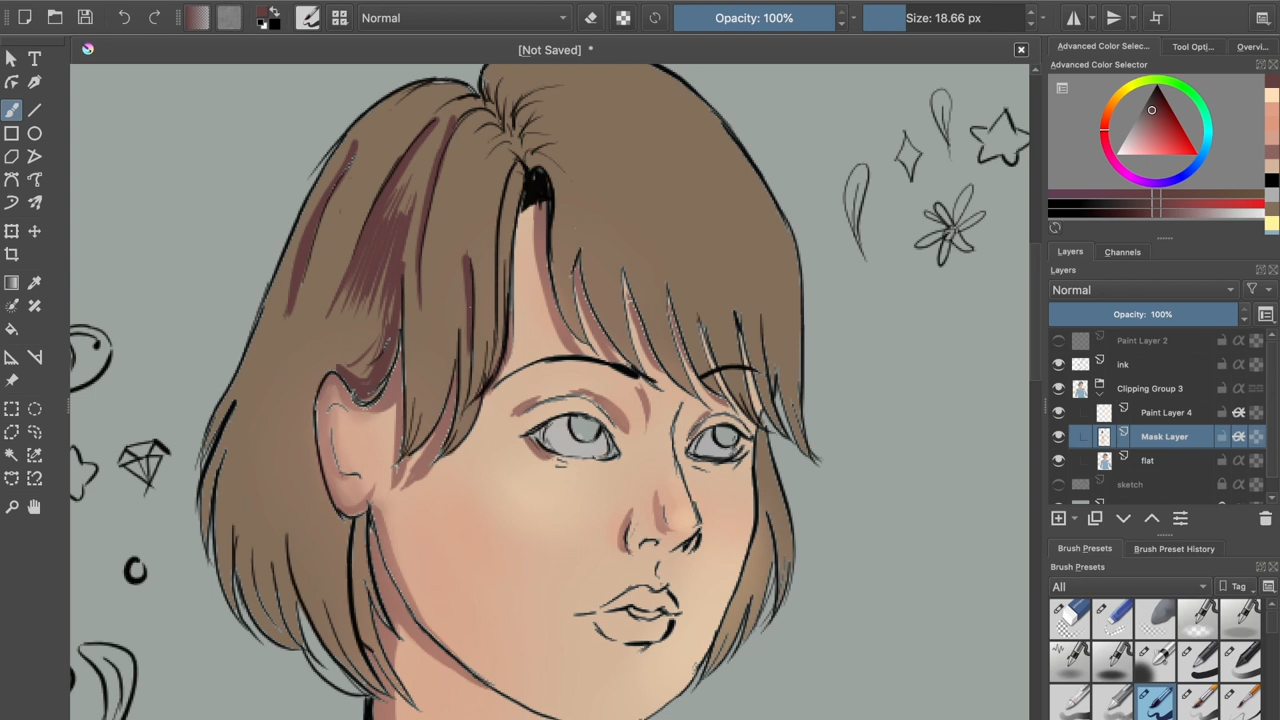 Normal
Opacity: 100%
Size: 18.66 px
[Not Saved] *
Advanced Color Selec...
Tool Opti...
Overvi...
Advanced Color Selector
Layers
Channels
Layers
Normal
Opacity: 100%
Paint Layer 2
ink
Clipping Group 3
Paint Layer 4
Mask Layer
flat
sketch
Brush Presets
Brush Preset History
Brush Presets
All
Tag